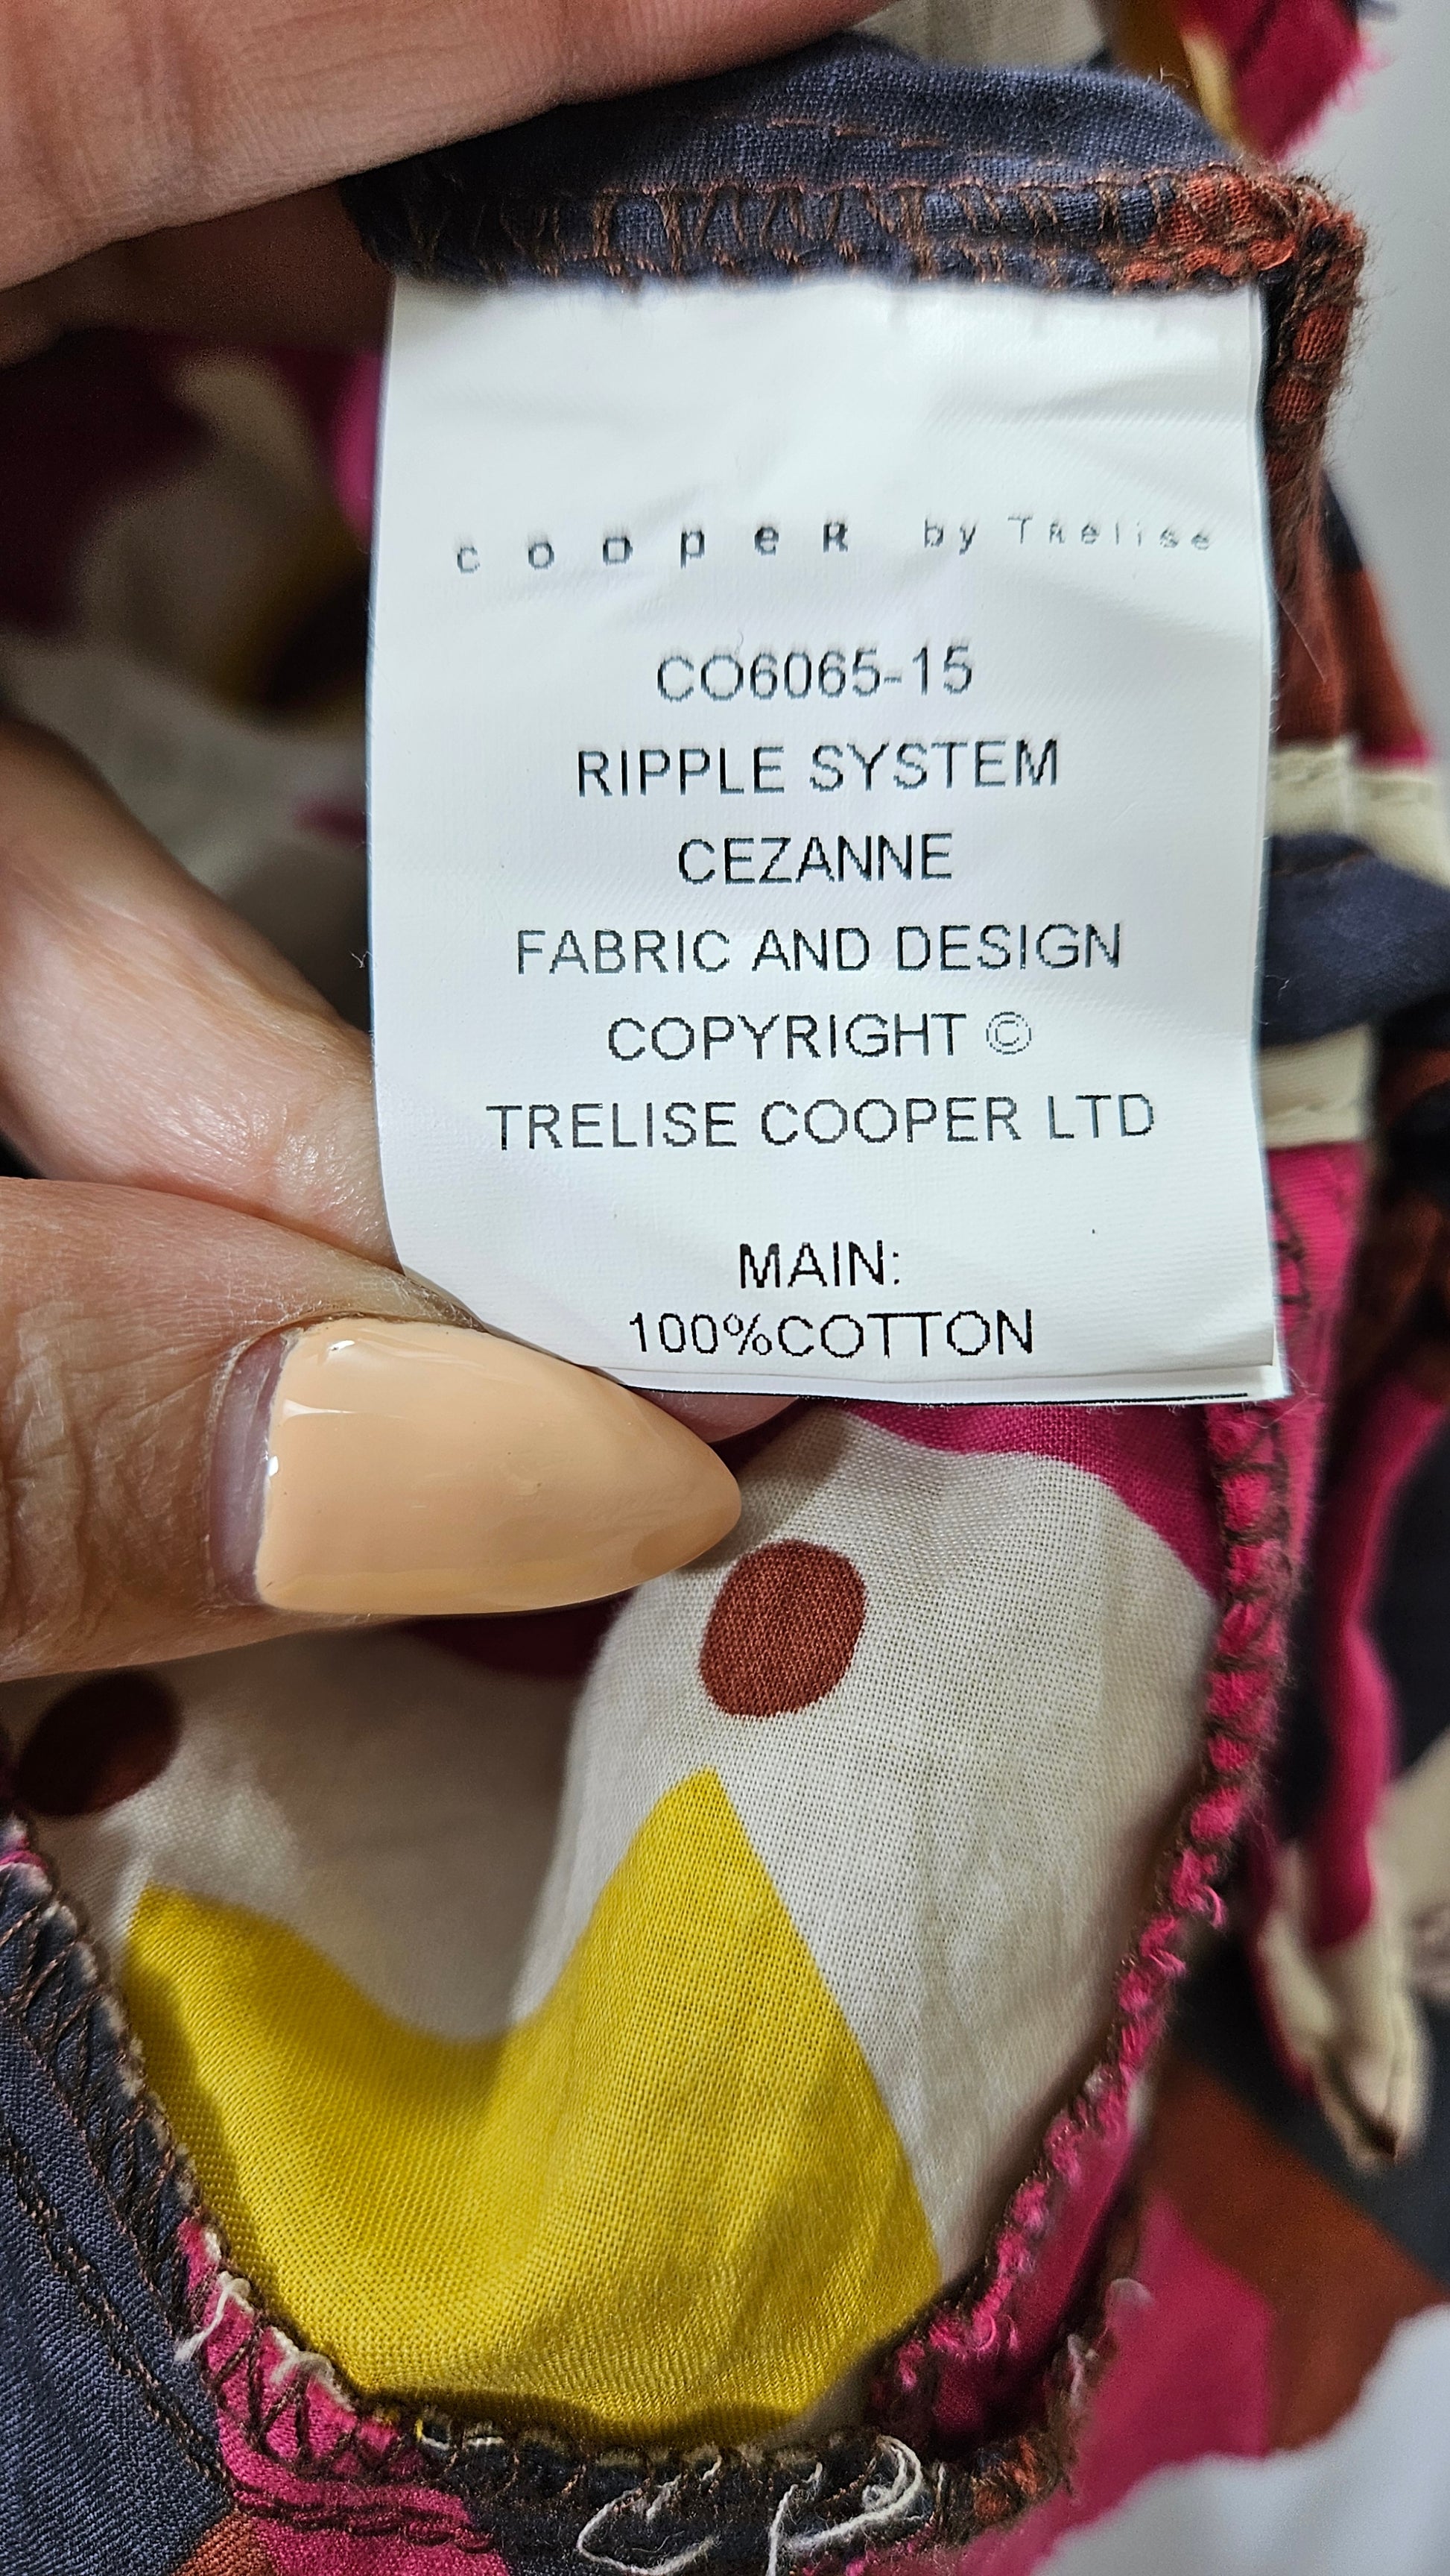 cooper by Trelise
CO6065-15
RIPPLE SYSTEM
CEZANNE
FABRIC AND DESIGN
COPYRIGHT ©
TRELISE COOPER LTD
MAIN:
100%COTTON